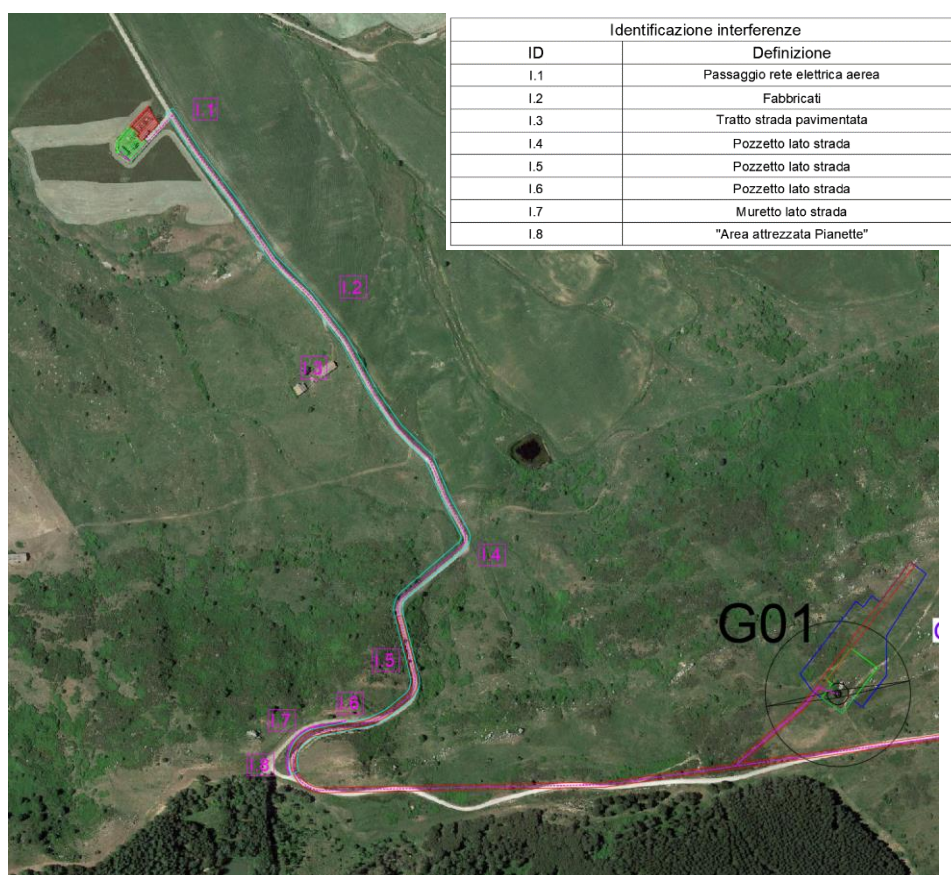 Identificazione interferenze
ID Definizione
I.1 Passaggio rete elettrica aerea
I.2 Fabbricati
I.3 Tratto strada pavimentata
I.4 Pozzetto lato strada
I.5 Pozzetto lato strada
I.6 Pozzetto lato strada
I.7 Muretto lato strada
I.8 "Area attrezzata Pianette"
I.1
I.2
I.3
I.4
G01
I.5
I.6
I.7
I.8